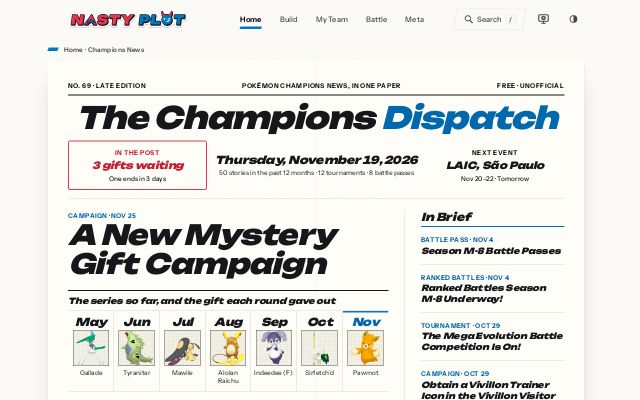 NASTY PLOT
Home
Build
My Team
Battle
Meta
Search /
Home · Champions News
NO. 69 · LATE EDITION
POKÉMON CHAMPIONS NEWS, IN ONE PAPER
FREE · UNOFFICIAL
The Champions Dispatch
IN THE POST
3 gifts waiting
One ends in 3 days
Thursday, November 19, 2026
50 stories in the past 12 months · 12 tournaments · 8 battle passes
NEXT EVENT
LAIC, São Paulo
Nov 20–22 · Tomorrow
CAMPAIGN · NOV 25
A New Mystery
Gift Campaign
The series so far, and the gift each round gave out
May
Jun
Jul
Aug
Sep
Oct
Nov
Gallade
Tyranitar
Mawile
Alolan
Raichu
Indeedee (F)
Sirfetch'd
Pawmot
In Brief
BATTLE PASS · NOV 4
Season M-8 Battle Passes
RANKED BATTLES · NOV 4
Ranked Battles Season
M-8 Underway!
TOURNAMENT · OCT 29
The Mega Evolution Battle
Competition Is On!
CAMPAIGN · OCT 29
Obtain a Vivillon Trainer
Icon in the Vivillon Visitor